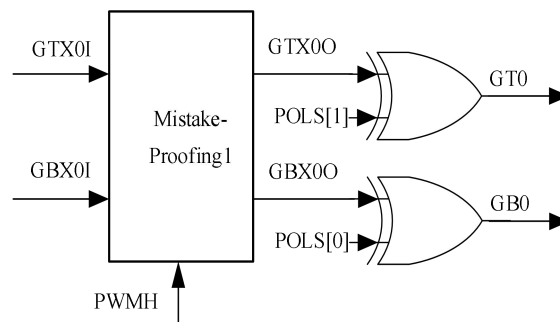 GTX0I
GTX0O
GT0
Mistake-
Proofing1
POLS[1]
GBX0I
GBX0O
GB0
POLS[0]
PWMH